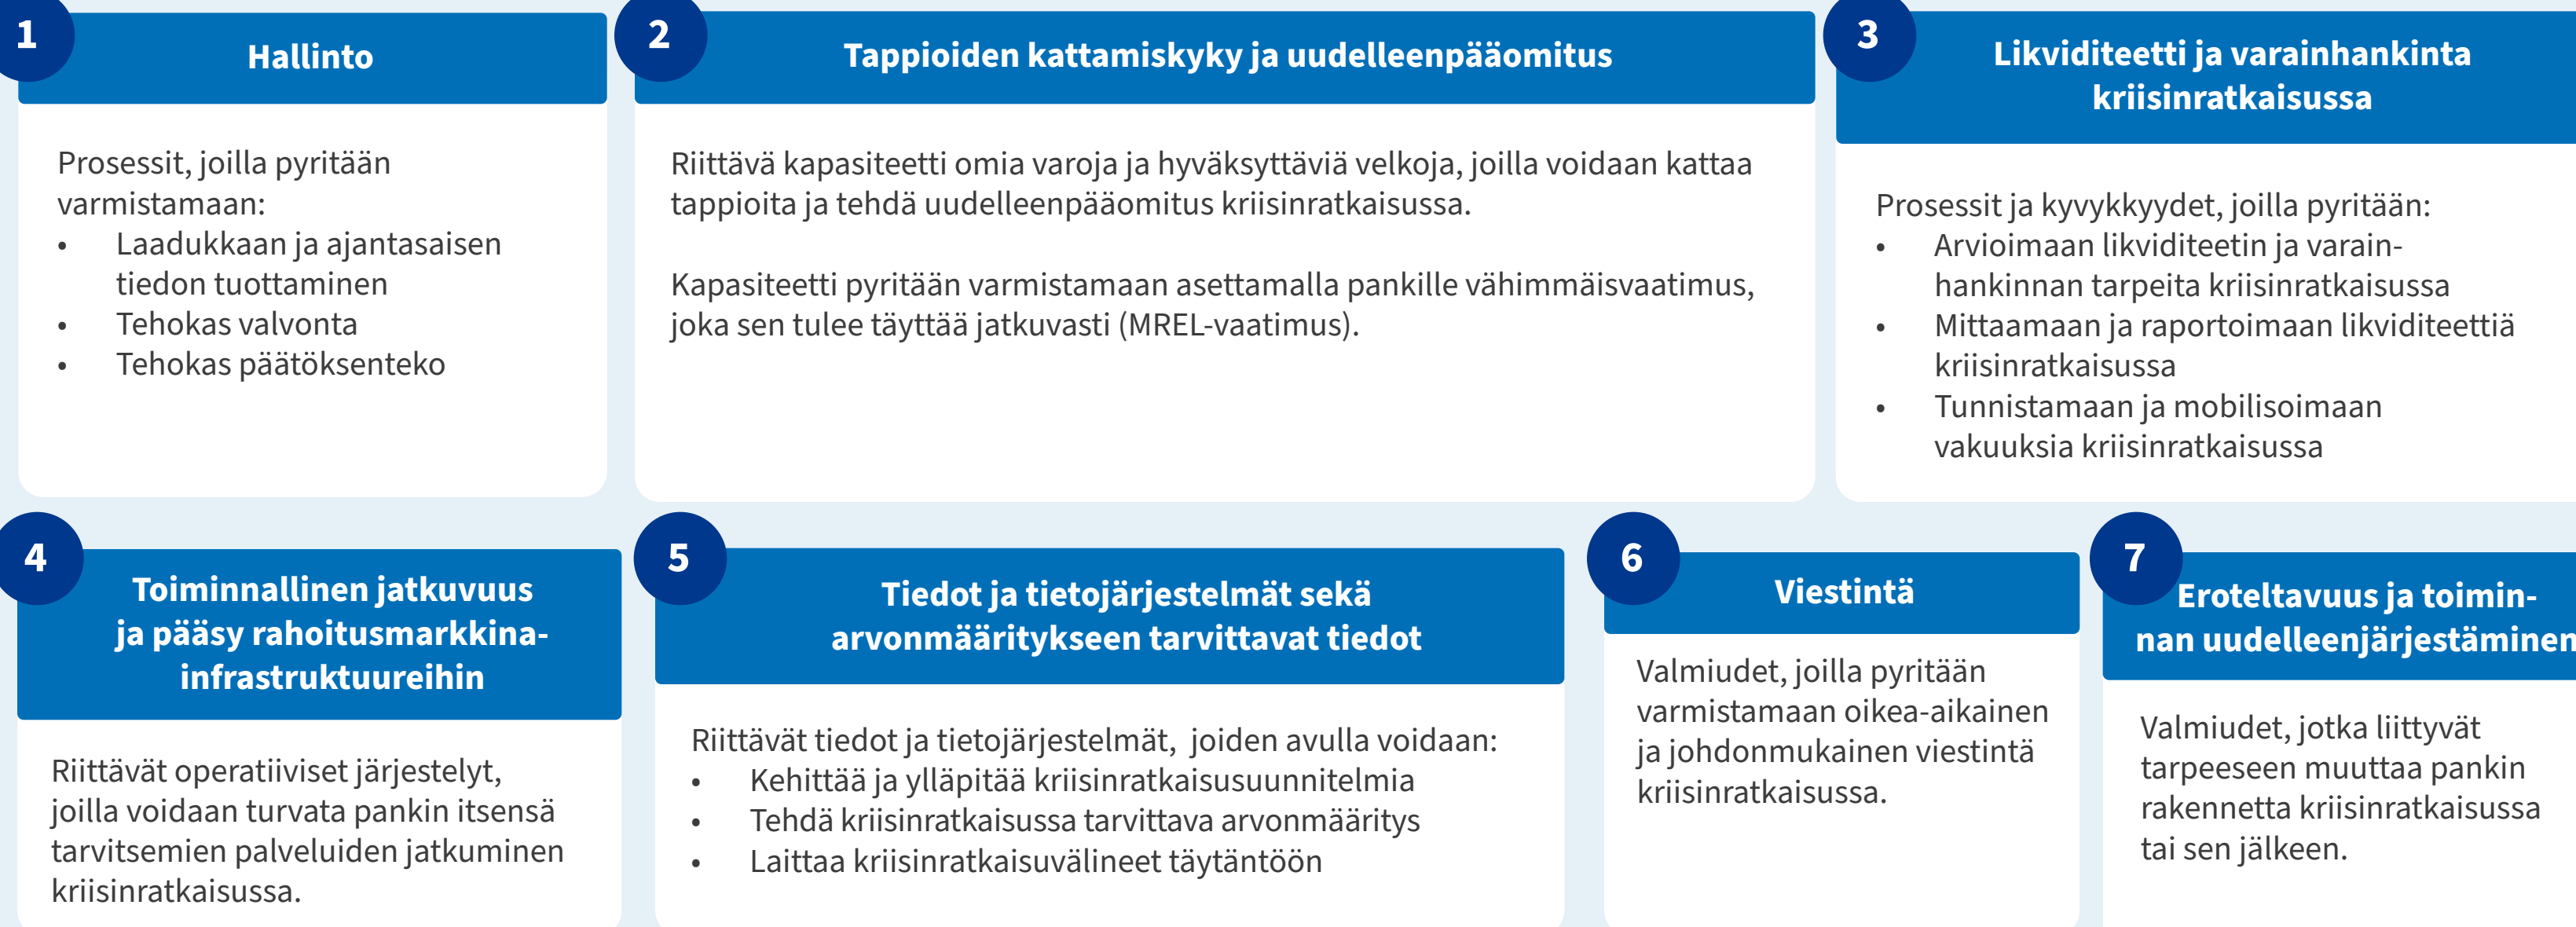 1
Hallinto
Prosessit, joilla pyritään
varmistamaan:
• Laadukkaan ja ajantasaisen
tiedon tuottaminen
• Tehokas valvonta
• Tehokas päätöksenteko
2
Tappioiden kattamiskyky ja uudelleenpääomitus
Riittävä kapasiteetti omia varoja ja hyväksyttäviä velkoja, joilla voidaan kattaa
tappioita ja tehdä uudelleenpääomitus kriisinratkaisussa.
Kapasiteetti pyritään varmistamaan asettamalla pankille vähimmäisvaatimus,
joka sen tulee täyttää jatkuvasti (MREL-vaatimus).
3
Likviditeetti ja varainhankinta
kriisinratkaisussa
Prosessit ja kyvykkyydet, joilla pyritään:
• Arvioimaan likviditeetin ja varain-
hankinnan tarpeita kriisinratkaisussa
• Mittaamaan ja raportoimaan likviditeettiä
kriisinratkaisussa
• Tunnistamaan ja mobilisoimaan
vakuuksia kriisinratkaisussa
4
Toiminnallinen jatkuvuus
ja pääsy rahoitusmarkkina-
infrastruktuureihin
Riittävät operatiiviset järjestelyt,
joilla voidaan turvata pankin itsensä
tarvitsemien palveluiden jatkuminen
kriisinratkaisussa.
5
Tiedot ja tietojärjestelmät sekä
arvonmääritykseen tarvittavat tiedot
Riittävät tiedot ja tietojärjestelmät, joiden avulla voidaan:
• Kehittää ja ylläpitää kriisinratkaisusuunnitelmia
• Tehdä kriisinratkaisussa tarvittava arvonmääritys
• Laittaa kriisinratkaisuvälineet täytäntöön
6
Viestintä
Valmiudet, joilla pyritään
varmistamaan oikea-aikainen
ja johdonmukainen viestintä
kriisinratkaisussa.
7
Eroteltavuus ja toimin-
nan uudelleenjärjestäminen
Valmiudet, jotka liittyvät
tarpeeseen muuttaa pankin
rakennetta kriisinratkaisussa
tai sen jälkeen.